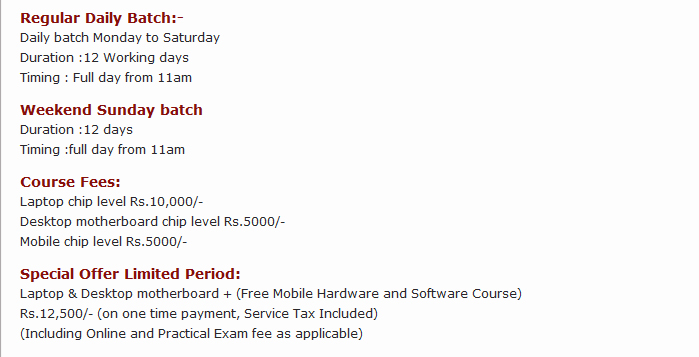 Regular Daily Batch:-
Daily batch Monday to Saturday
Duration :12 Working days
Timing : Full day from 11am
Weekend Sunday batch
Duration :12 days
Timing :full day from 11am
Course Fees:
Laptop chip level Rs.10,000/-
Desktop motherboard chip level Rs.5000/-
Mobile chip level Rs.5000/-
Special Offer Limited Period:
Laptop & Desktop motherboard + (Free Mobile Hardware and Software Course)
Rs.12,500/- (on one time payment, Service Tax Included)
(Including Online and Practical Exam fee as applicable)